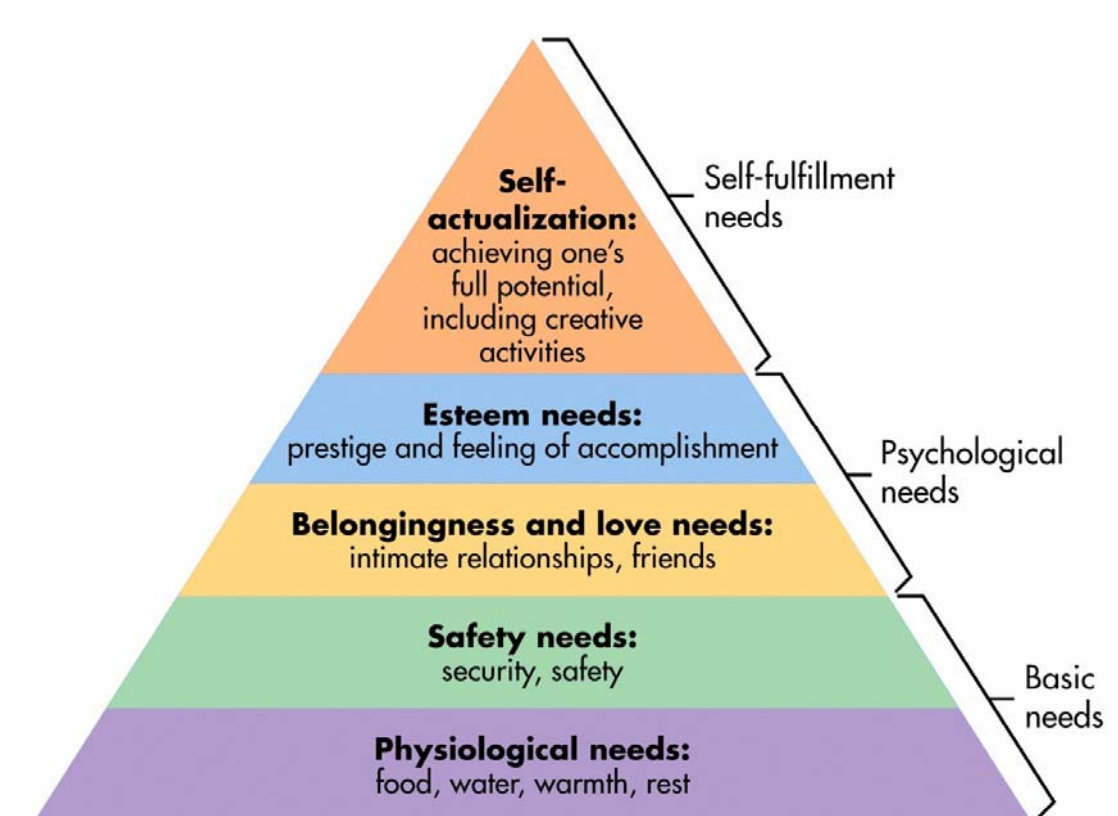 Self-
actualization:
achieving one's
full potential,
including creative
activities
Self-fulfillment
needs
Esteem needs:
prestige and feeling of accomplishment
Belongingness and love needs:
intimate relationships, friends
Psychological
needs
Safety needs:
security, safety
Physiological needs:
food, water, warmth, rest
Basic
needs